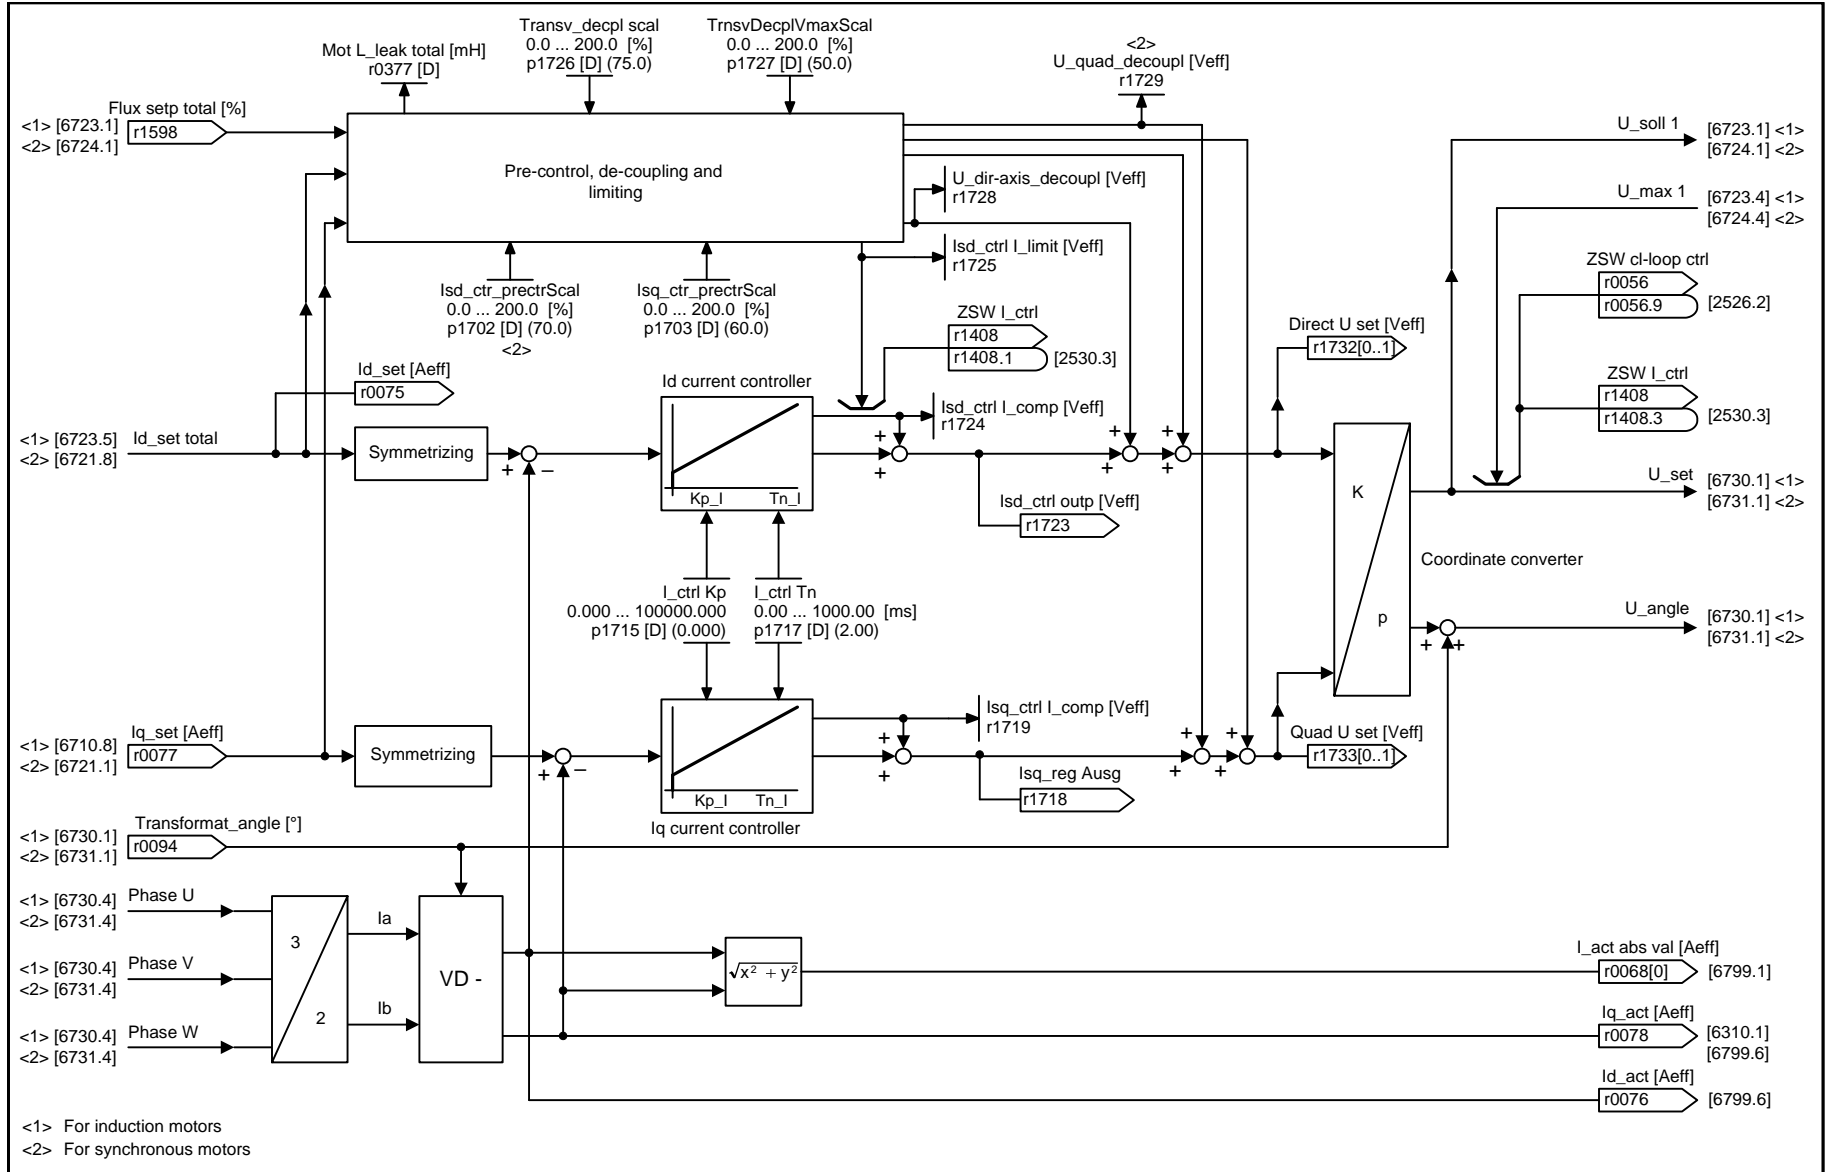 Transv_decpl scal
0.0 ... 200.0 [%]
p1726 [D] (75.0)
TrnsvDecplVmaxScal
0.0 ... 200.0 [%]
p1727 [D] (50.0)
Mot L_leak total [mH]
r0377 [D]
<2>
U_quad_decoupl [Veff]
r1729
Flux setp total [%]
<1> [6723.1]
<2> [6724.1]
r1598
Pre-control, de-coupling and
limiting
U_soll 1
[6723.1] <1>
[6724.1] <2>
U_dir-axis_decoupl [Veff]
r1728
U_max 1
[6723.4] <1>
[6724.4] <2>
Isd_ctrl I_limit [Veff]
r1725
ZSW cl-loop ctrl
r0056
r0056.9
[2526.2]
Isd_ctr_prectrScal
0.0 ... 200.0 [%]
p1702 [D] (70.0)
<2>
Isq_ctr_prectrScal
0.0 ... 200.0 [%]
p1703 [D] (60.0)
ZSW I_ctrl
r1408
r1408.1
[2530.3]
Direct U set [Veff]
r1732[0..1]
Id_set [Aeff]
r0075
Id current controller
Isd_ctrl I_comp [Veff]
r1724
ZSW I_ctrl
r1408
r1408.3
[2530.3]
<1> [6723.5]
<2> [6721.8]
Id_set total
Symmetrizing
+
–
Kp_I
Tn_I
+
+
+
+
+
+
K
p
U_set
[6730.1] <1>
[6731.1] <2>
Isd_ctrl outp [Veff]
r1723
Coordinate converter
I_ctrl Kp
0.000 ... 100000.000
p1715 [D] (0.000)
I_ctrl Tn
0.00 ... 1000.00 [ms]
p1717 [D] (2.00)
U_angle
[6730.1] <1>
[6731.1] <2>
+
+
<1> [6710.8]
<2> [6721.1]
Iq_set [Aeff]
r0077
Symmetrizing
+
–
Kp_I
Tn_I
Iq current controller
Isq_ctrl I_comp [Veff]
r1719
+
+
+
+
+
+
Quad U set [Veff]
r1733[0..1]
Isq_reg Ausg
r1718
Transformat_angle [°]
<1> [6730.1]
<2> [6731.1]
r0094
<1> [6730.4]
<2> [6731.4]
Phase U
<1> [6730.4]
<2> [6731.4]
Phase V
<1> [6730.4]
<2> [6731.4]
Phase W
3
2
Ia
Ib
VD -
√x² + y²
I_act abs val [Aeff]
r0068[0]
[6799.1]
Iq_act [Aeff]
r0078
[6310.1]
[6799.6]
Id_act [Aeff]
r0076
[6799.6]
<1> For induction motors
<2> For synchronous motors